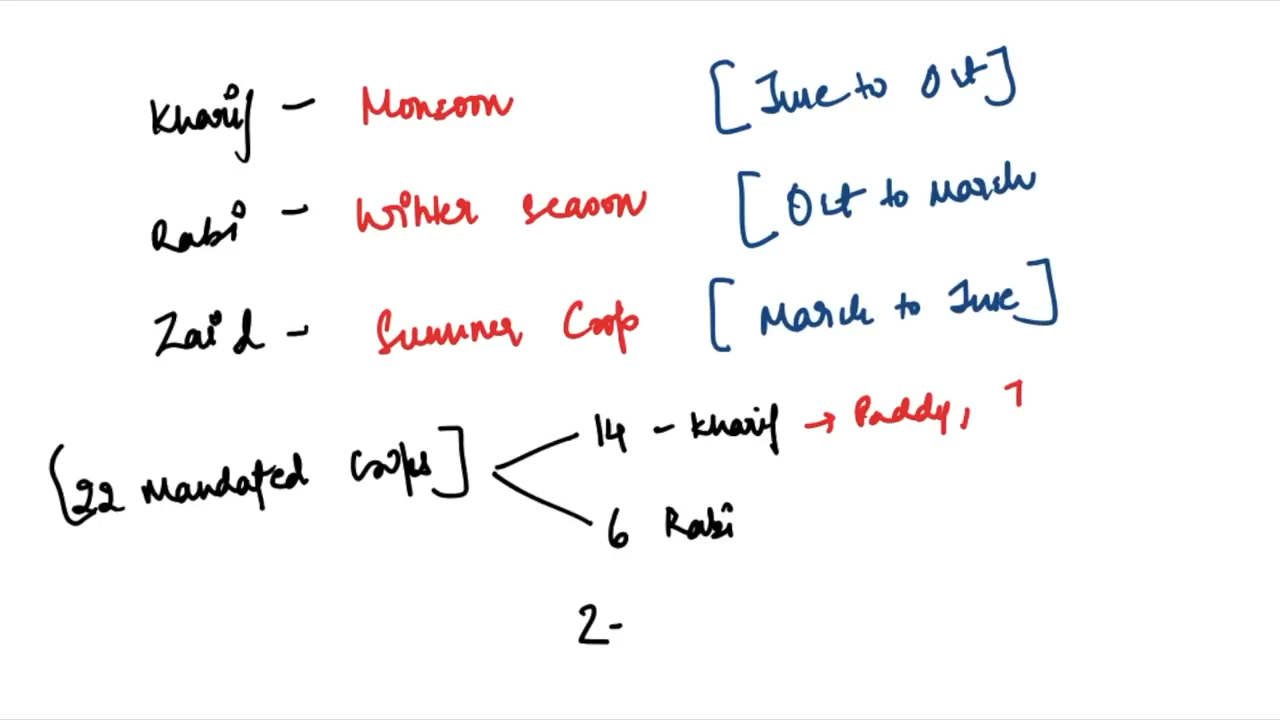 Kharif – Monsoon [June to Oct]
Rabi – Winter season [Oct to March
Zaid – Summer Crop [March to June]
[22 Mandated Crops] 14 – Kharif → Paddy,
6 Rabi
2-